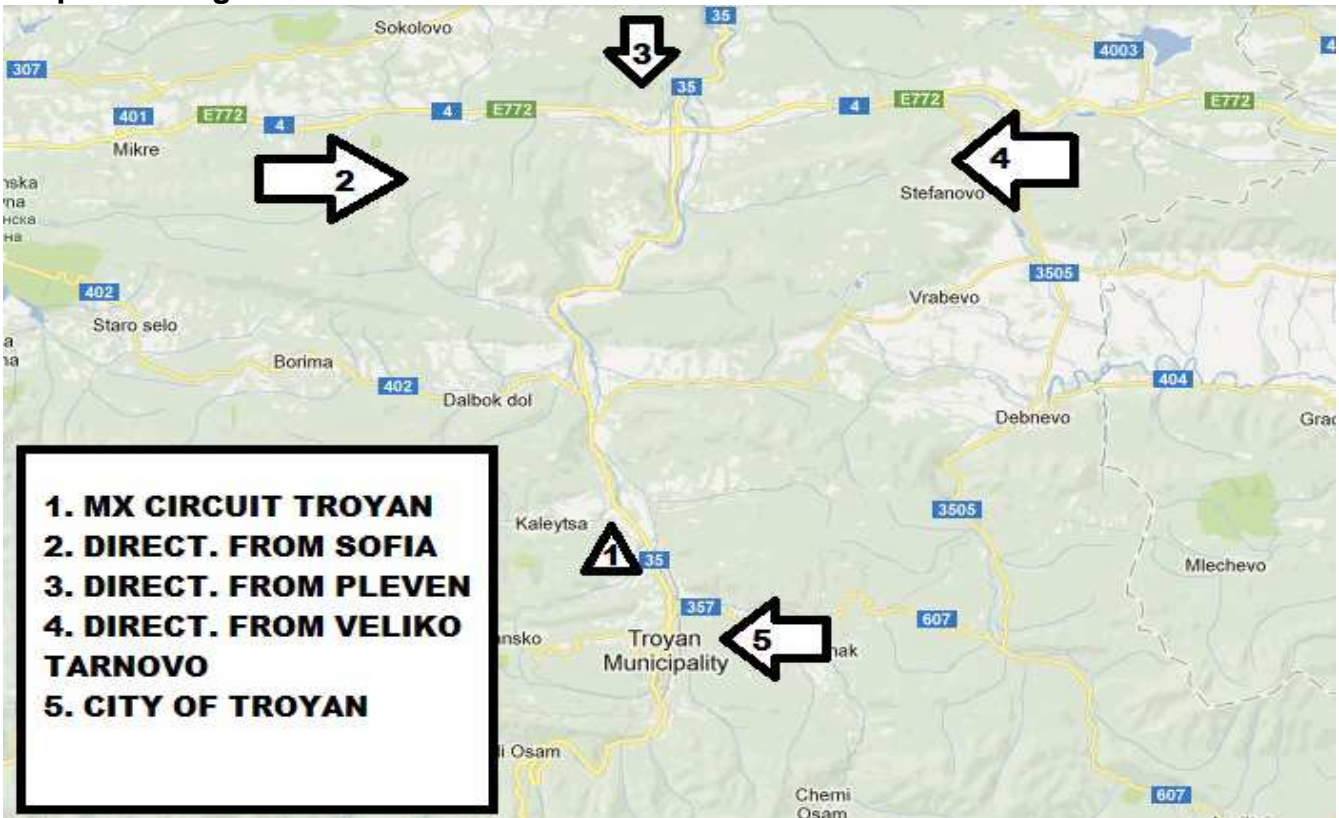 Sokolovo
3
35
4003
4
307
35
401
E772
4
4
E772
4
E772
E772
Mikre
2
4
Stefanovo
402
3505
Vrabevo
Staro selo
Borima
402
404
Dalbok dol
Debnevo
Kaleytsa
3505
1
35
Mlechevo
357
607
Troyan
Municipality
5
607
Cherni
Osam
1. MX CIRCUIT TROYAN
2. DIRECT. FROM SOFIA
3. DIRECT. FROM PLEVEN
4. DIRECT. FROM VELIKO
TARNOVO
5. CITY OF TROYAN